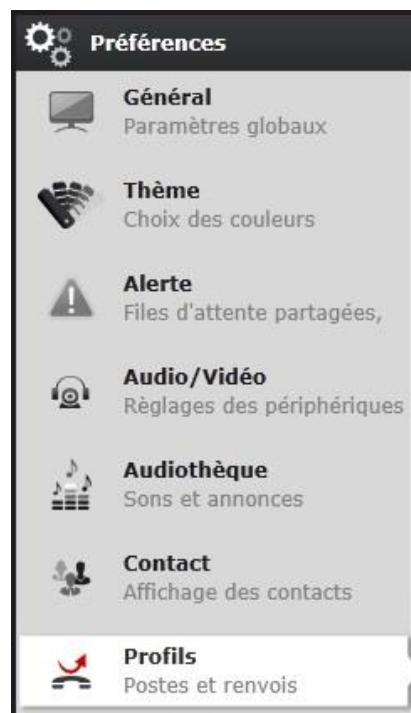 Préférences
Général
Paramètres globaux
Thème
Choix des couleurs
Alerte
Files d'attente partagées,
Audio/Vidéo
Règlages des périphériques
Audiothèque
Sons et annonces
Contact
Affichage des contacts
Profils
Postes et renvois